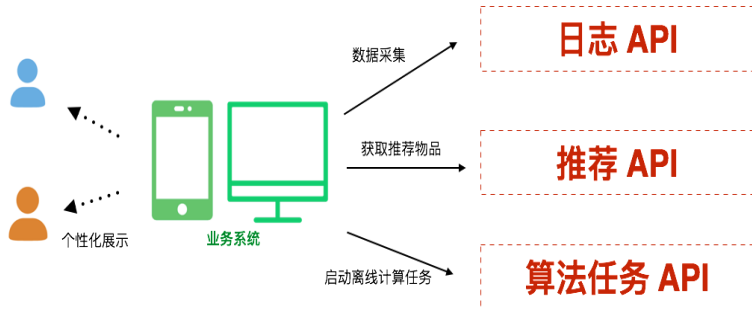 日志 API
数据采集
获取推荐物品
推荐 API
个性化展示
业务系统
启动离线计算任务
算法任务 API